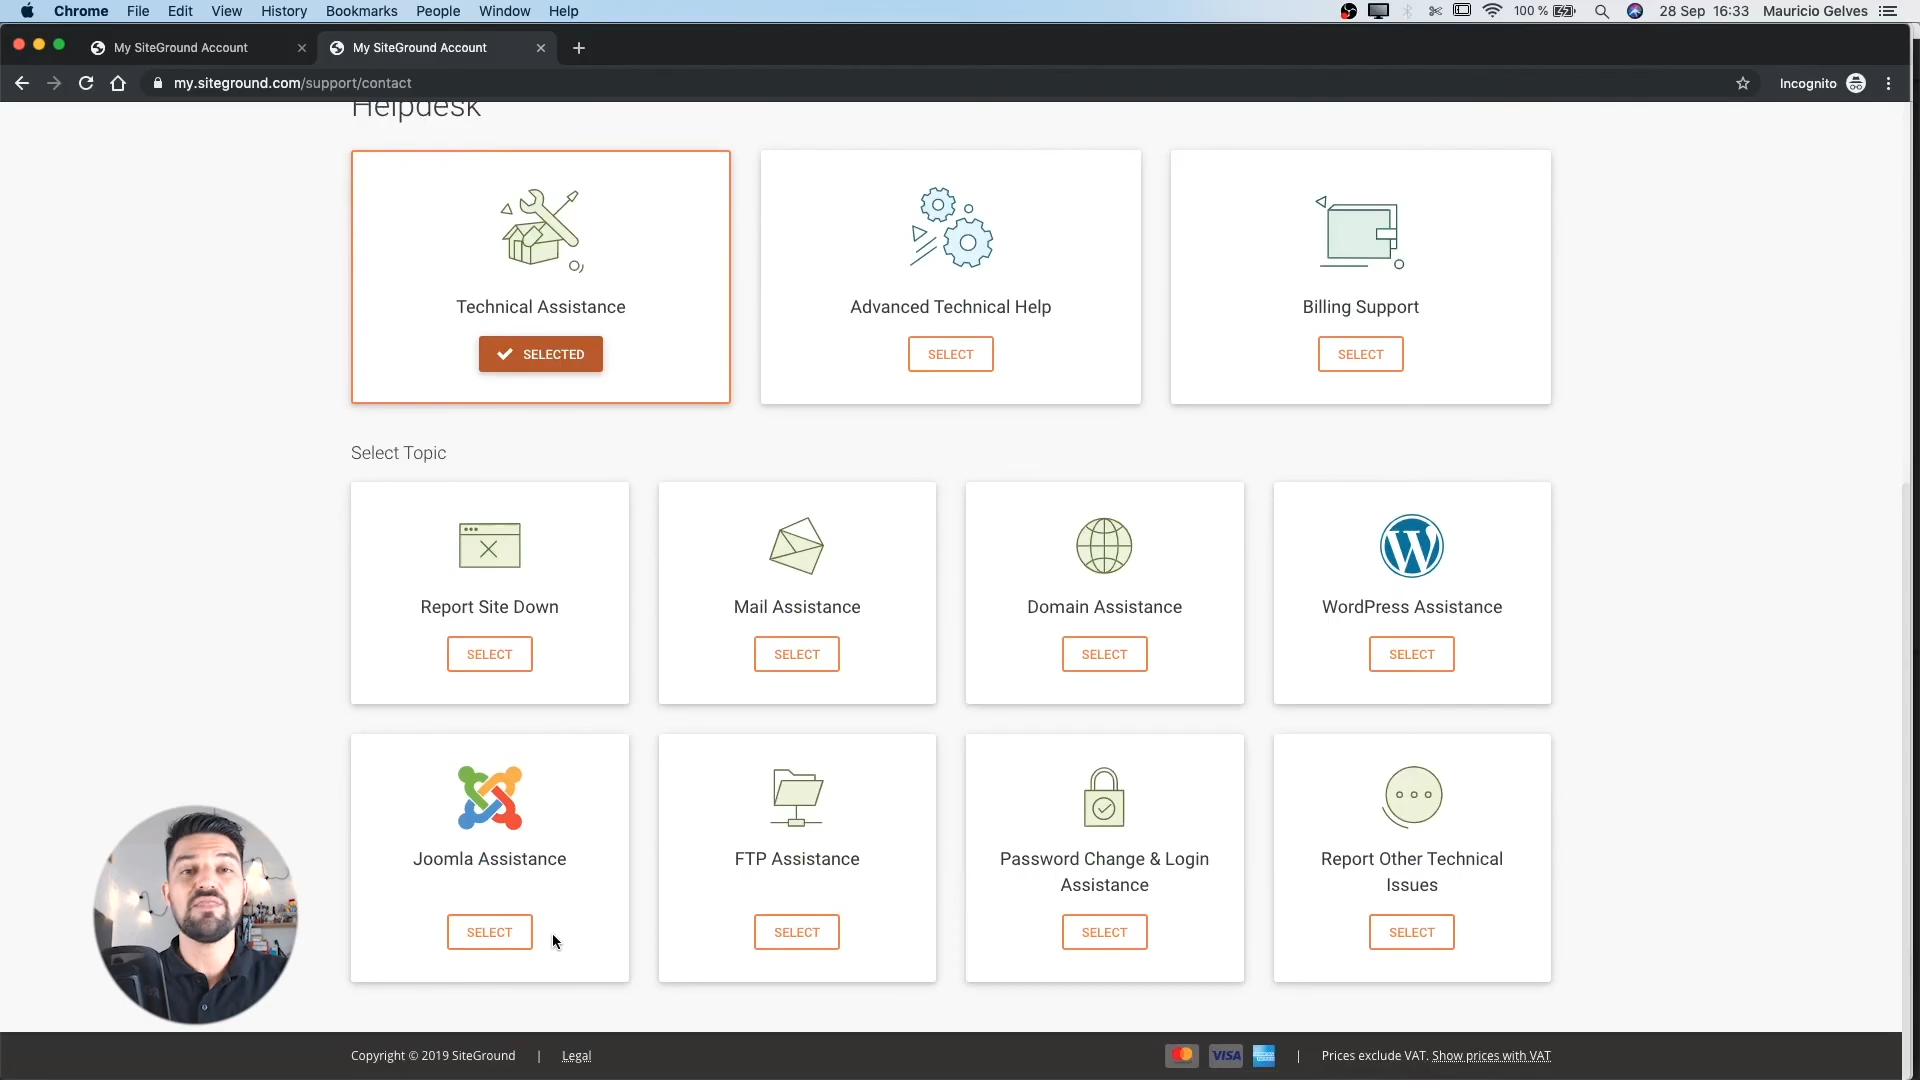 Chrome File Edit View History Bookmarks People Window Help 100 % 28 Sep 16:33 Mauricio Gelves
My SiteGround Account My SiteGround Account
my.siteground.com/support/contact Incognito
Helpdesk
Technical Assistance Advanced Technical Help Billing Support
SELECTED SELECT SELECT
Select Topic
Report Site Down Mail Assistance Domain Assistance WordPress Assistance
SELECT SELECT SELECT SELECT
Joomla Assistance FTP Assistance Password Change & Login Assistance Report Other Technical Issues
SELECT SELECT SELECT SELECT
Copyright © 2019 SiteGround | Legal VISA | Prices exclude VAT. Show prices with VAT